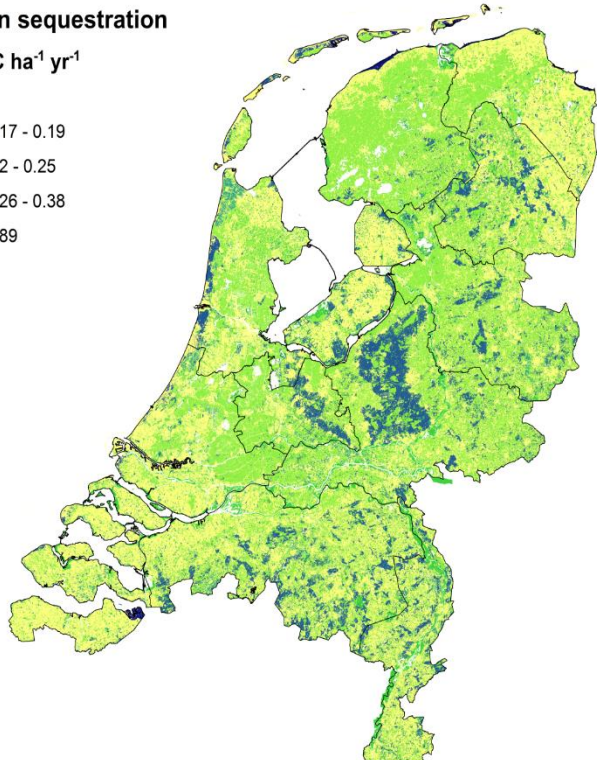 n sequestration
C ha⁻¹ yr⁻¹
17 - 0.19
2 - 0.25
26 - 0.38
89